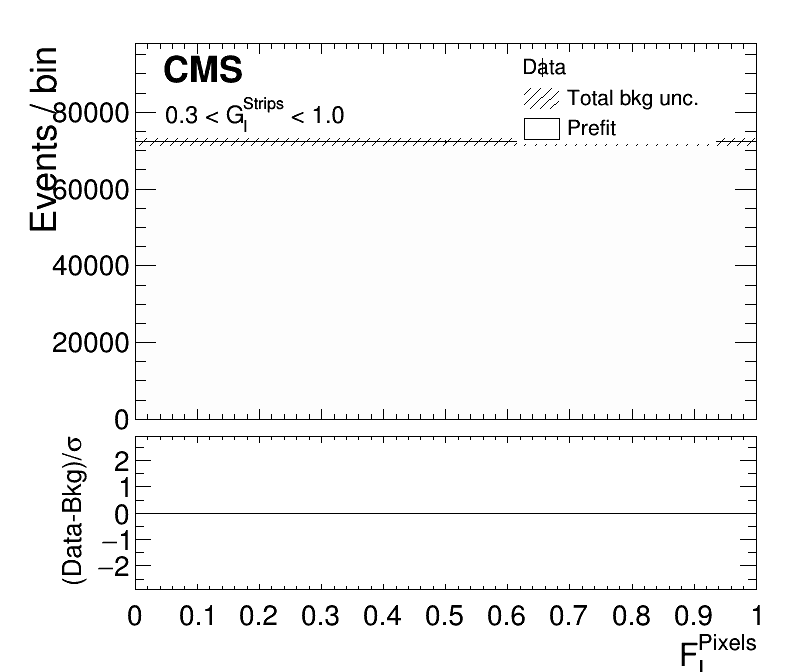 CMS
0.3 < G_I^Strips < 1.0
Data
Total bkg unc.
Prefit
Events / bin
80000
60000
40000
20000
0
(Data-Bkg)/σ
2
1
0
−1
−2
0 0.1 0.2 0.3 0.4 0.5 0.6 0.7 0.8 0.9 1
F_I^Pixels